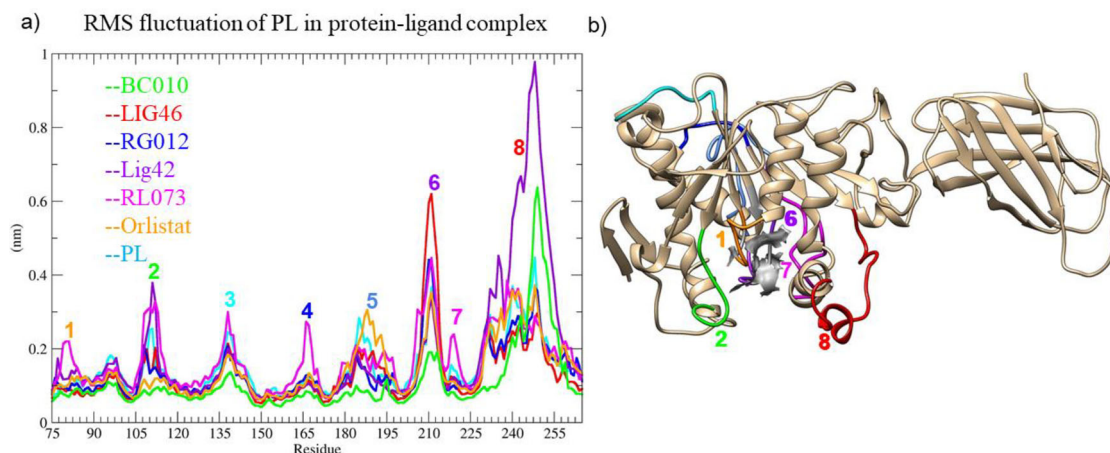 a) RMS fluctuation of PL in protein-ligand complex
b)
1
0.8
0.6
0.4
0.2
0
(nm)
--BC010
--LIG46
--RG012
--Lig42
--RL073
--Orlistat
--PL
1
2
3
4
5
6
7
8
75 90 105 120 135 150 165 180 195 210 225 240 255
Residue
1
6
7
2
8